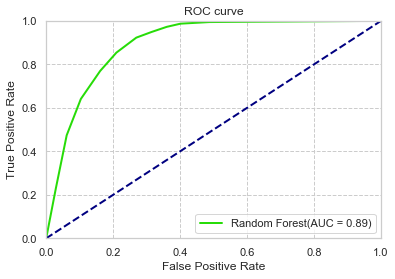 ROC curve
True Positive Rate
1.0
0.8
0.6
0.4
0.2
0.0
Random Forest(AUC = 0.89)
0.0 0.2 0.4 0.6 0.8 1.0
False Positive Rate